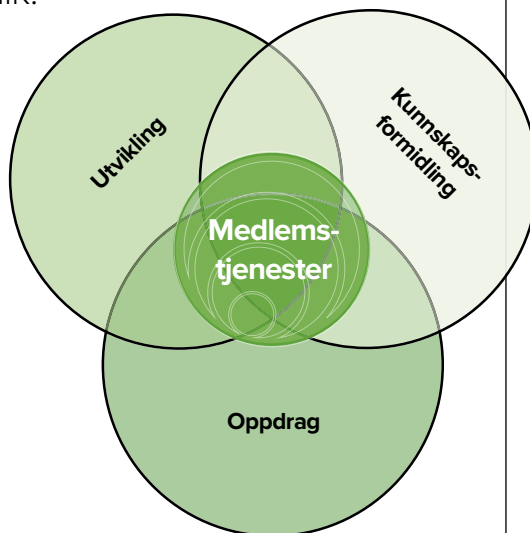 Utvikling
Kunnskaps-
formidling
Medlems-
tjenester
Oppdrag